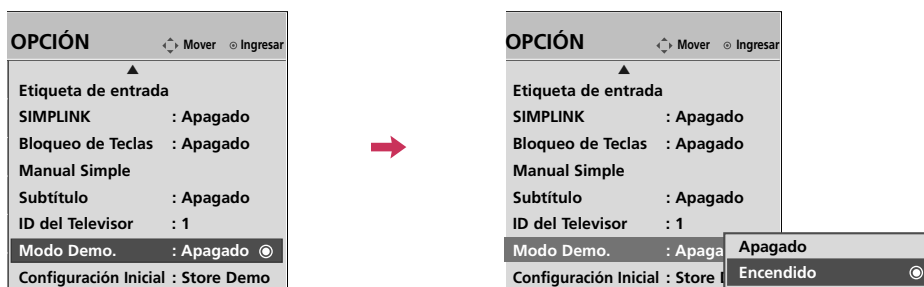 OPCIÓN Mover Ingresar
Etiqueta de entrada
SIMPLINK : Apagado
Bloqueo de Teclas : Apagado
Manual Simple
Subtítulo : Apagado
ID del Televisor : 1
Modo Demo. : Apagado
Configuración Inicial : Store Demo
OPCIÓN Mover Ingresar
Etiqueta de entrada
SIMPLINK : Apagado
Bloqueo de Teclas : Apagado
Manual Simple
Subtítulo : Apagado
ID del Televisor : 1
Modo Demo. : Apaga
Configuración Inicial : Store
Apagado
Encendido